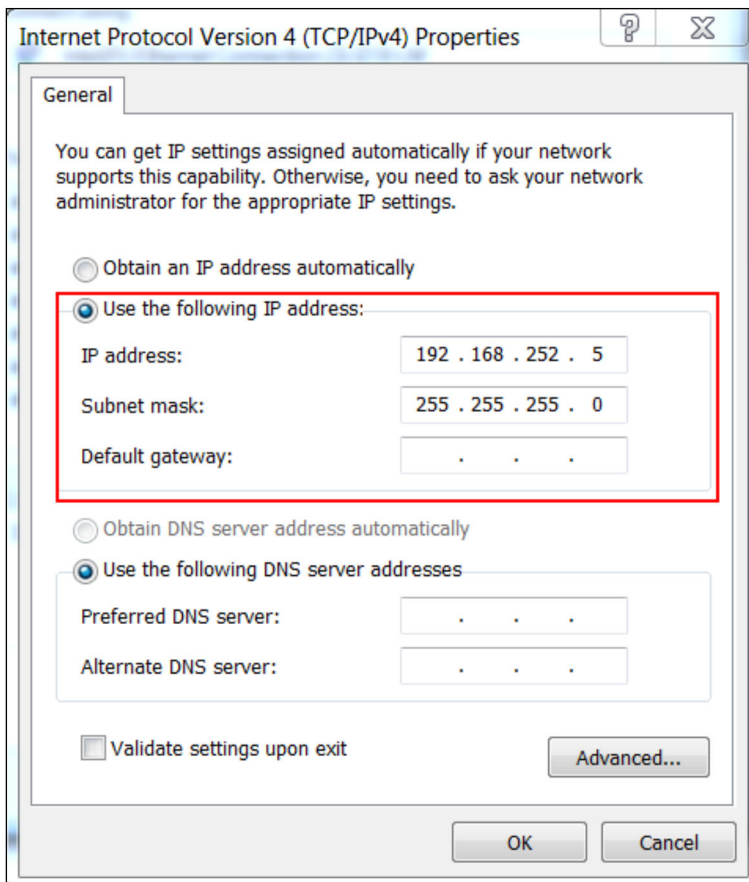 Internet Protocol Version 4 (TCP/IPv4) Properties
General
You can get IP settings assigned automatically if your network
supports this capability. Otherwise, you need to ask your network
administrator for the appropriate IP settings.
Obtain an IP address automatically
Use the following IP address:
IP address: 192 . 168 . 252 . 5
Subnet mask: 255 . 255 . 255 . 0
Default gateway: . . .
Obtain DNS server address automatically
Use the following DNS server addresses
Preferred DNS server: . . .
Alternate DNS server: . . .
Validate settings upon exit
Advanced...
OK Cancel